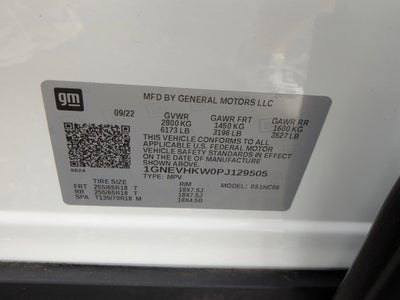 gm
MFD BY GENERAL MOTORS LLC
09/22 GVWR GAWR FRT GAWR RR
2800 KG 1450 KG 1600 KG
6173 LB 3196 LB 3527 LB
THIS VEHICLE CONFORMS TO ALL
APPLICABLE U.S. FEDERAL MOTOR
VEHICLE SAFETY STANDARDS IN EFFECT
ON THE DATE OF MANUFACTURE SHOWN ABOVE.
1GNEVHKW0PJ129505
TYPE: MPV MODEL:
TIRE SIZE RIM
FRT 255/65R18 T 18X7.5J
RR 255/65R18 T 18X7.5J
SPA T135/70R18 M 18X4.5B